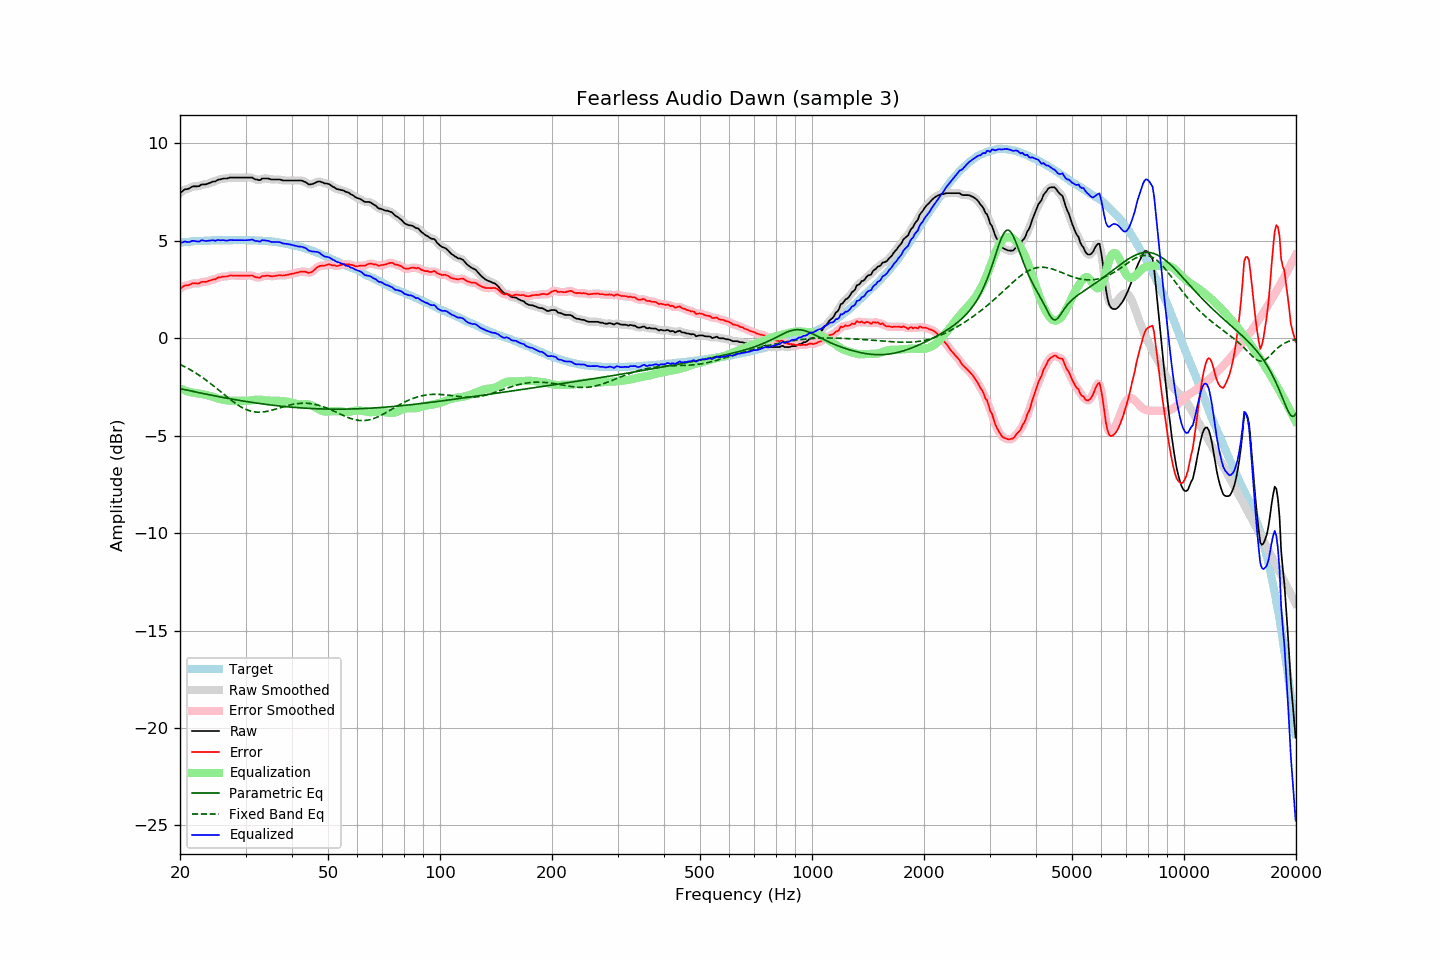 Fearless Audio Dawn (sample 3)
10
5
0
−5
−10
−15
−20
−25
Amplitude (dBr)
Target
Raw Smoothed
Error Smoothed
Raw
Error
Equalization
Parametric Eq
Fixed Band Eq
Equalized
20 50 100 200 500 1000 2000 5000 10000 20000
Frequency (Hz)